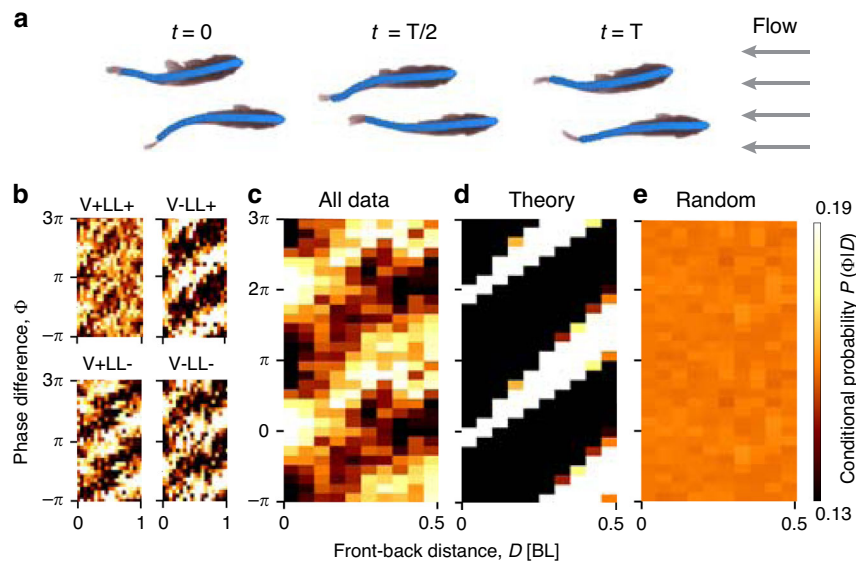 a
t = 0 t = T/2 t = T Flow
b c d e
V+LL+ V-LL+ All data Theory Random
3π
π
−π
V+LL- V-LL-
3π
π
−π
0 1 0 1
3π
2π
π
0
−π
0 0.5 0 0.5 0 0.5
Phase difference, Φ
Front-back distance, D [BL]
0.19
0.13
Conditional probability P (Φ|D)